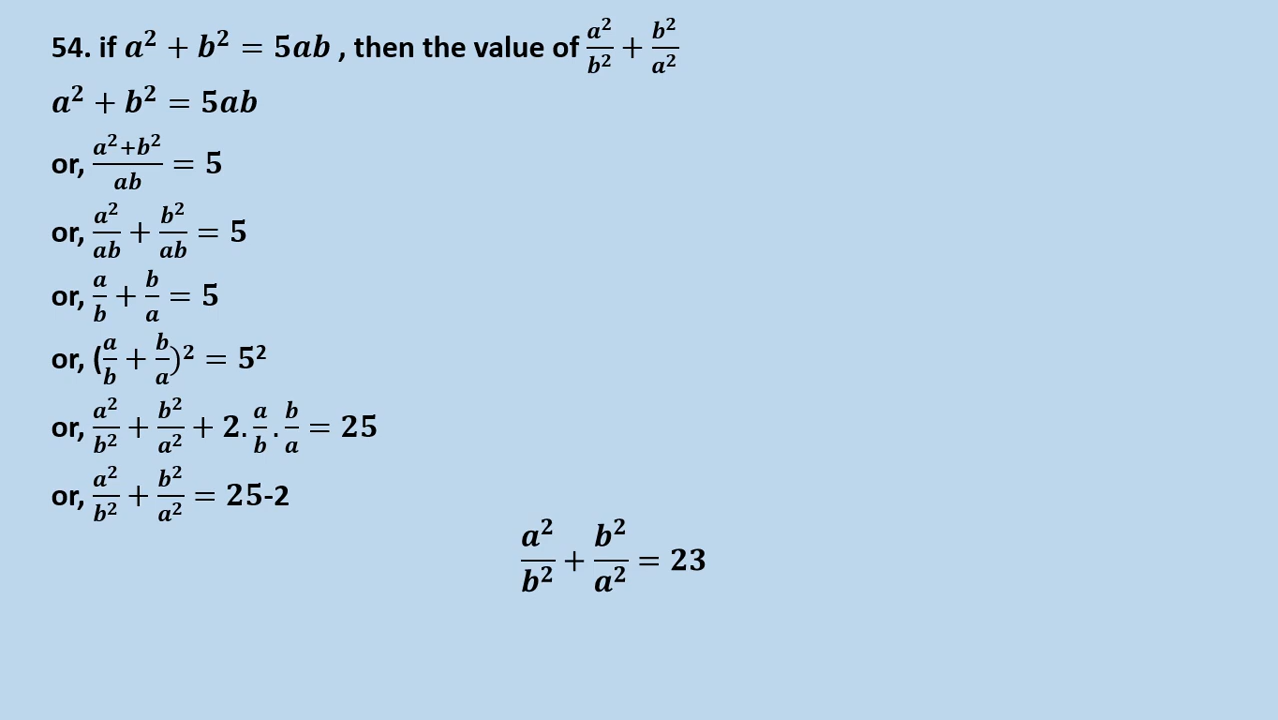 54. if a² + b² = 5ab , then the value of a²/b² + b²/a²
a² + b² = 5ab
or, (a²+b²)/ab = 5
or, a²/ab + b²/ab = 5
or, a/b + b/a = 5
or, (a/b + b/a)² = 5²
or, a²/b² + b²/a² + 2. a/b . b/a = 25
or, a²/b² + b²/a² = 25-2
a²/b² + b²/a² = 23